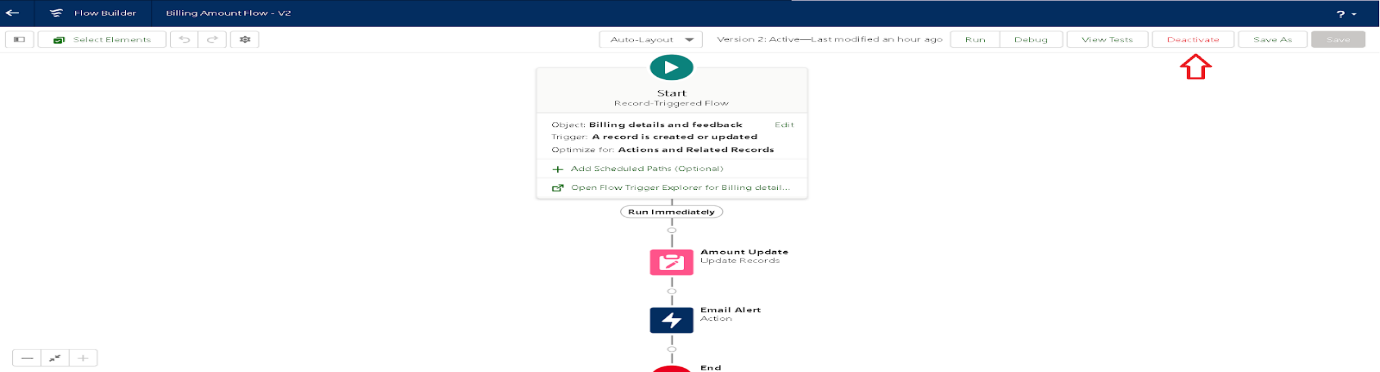 Flow Builder
Billing Amount Flow - V2
?
Select Elements
Auto-Layout
Version 2: Active—Last modified an hour ago
Run
Debug
View Tests
Deactivate
Save As
Save
Start
Record-Triggered Flow
Object: Billing details and feedback
Edit
Trigger: A record is created or updated
Optimize for: Actions and Related Records
Add Scheduled Paths (Optional)
Open Flow Trigger Explorer for Billing detail...
Run Immediately
Amount Update
Update Records
Email Alert
Action
End